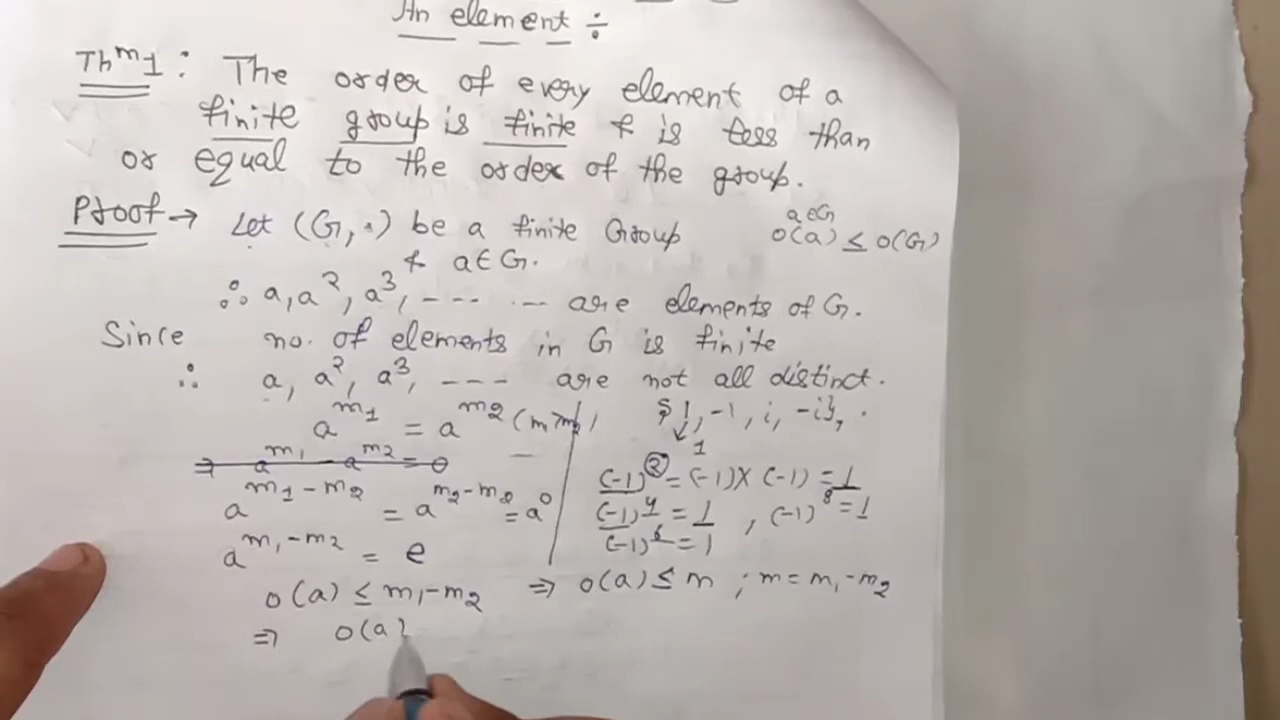 An element ÷
Thᵐ1: The order of every element of a
finite group is finite & is less than
or equal to the order of the group.
Proof → Let (G, .) be a finite Group
& a ∈ G.
a ∈ G
o(a) ≤ o(G)
∴ a, a², a³, --- --- are elements of G.
Since no. of elements in G is finite
∴ a, a², a³, --- are not all distinct.
a^m₁ = a^m₂ (m₁>m₂)
⇒ a^m₁ a^m₂ = 0
a^m₁-m₂ = a^m₂-m₂ = a⁰
a^m₁-m₂ = e
o(a) ≤ m₁-m₂ ⇒ o(a) ≤ m ; m = m₁-m₂
⇒ o(a)
{1, -1, i, -i},
1
(-1)² = (-1) X (-1) = 1
(-1)⁴ = 1 , (-1)⁸ = 1
(-1)⁶ = 1